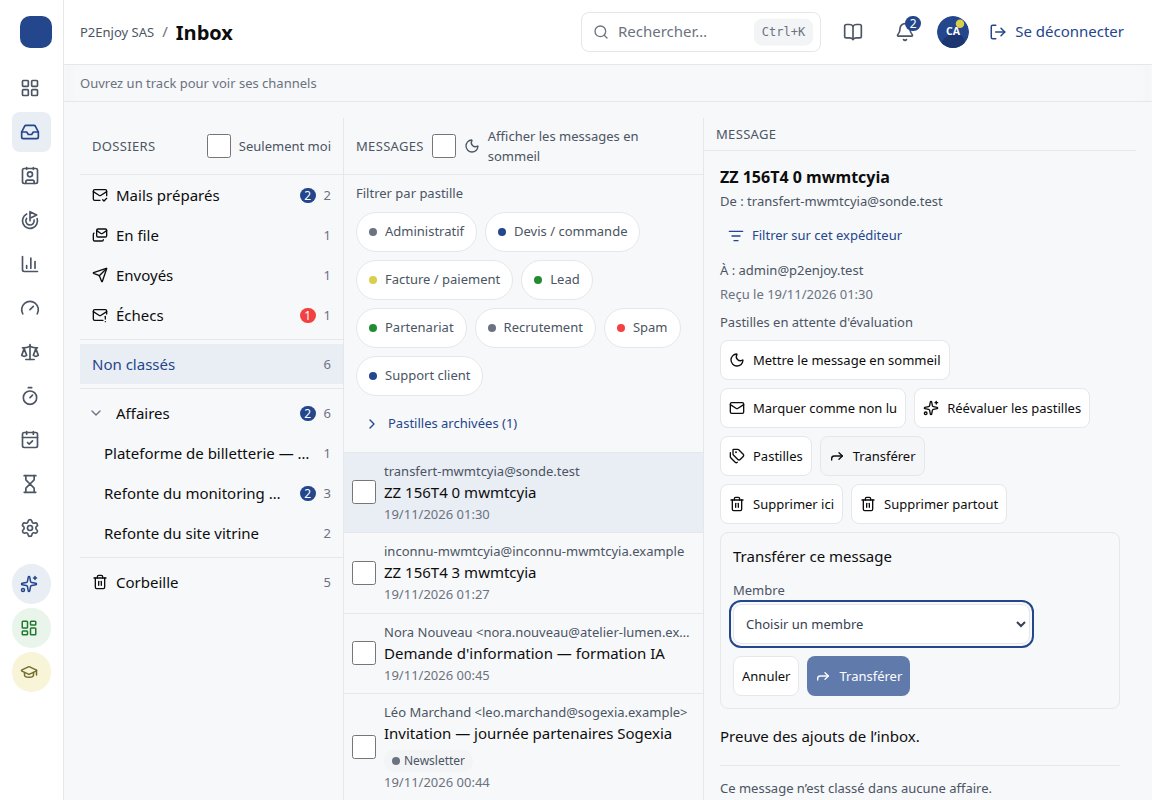 P2Enjoy SAS / Inbox
Rechercher... Ctrl+K
2
CA
Se déconnecter
Ouvrez un track pour voir ses channels
DOSSIERS
Seulement moi
Mails préparés 2 2
En file 1
Envoyés 1
Échecs 1 1
Non classés 6
Affaires 2 6
Plateforme de billetterie — ... 1
Refonte du monitoring ... 2 3
Refonte du site vitrine 2
Corbeille 5
MESSAGES
Afficher les messages en
sommeil
Filtrer par pastille
Administratif
Devis / commande
Facture / paiement
Lead
Partenariat
Recrutement
Spam
Support client
Pastilles archivées (1)
transfert-mwmtcyia@sonde.test
ZZ 156T4 0 mwmtcyia
19/11/2026 01:30
inconnu-mwmtcyia@inconnu-mwmtcyia.example
ZZ 156T4 3 mwmtcyia
19/11/2026 01:27
Nora Nouveau <nora.nouveau@atelier-lumen.ex...
Demande d'information — formation IA
19/11/2026 00:45
Léo Marchand <leo.marchand@sogexia.example>
Invitation — journée partenaires Sogexia
Newsletter
19/11/2026 00:44
MESSAGE
ZZ 156T4 0 mwmtcyia
De : transfert-mwmtcyia@sonde.test
Filtrer sur cet expéditeur
À : admin@p2enjoy.test
Reçu le 19/11/2026 01:30
Pastilles en attente d'évaluation
Mettre le message en sommeil
Marquer comme non lu
Réévaluer les pastilles
Pastilles
Transférer
Supprimer ici
Supprimer partout
Transférer ce message
Membre
Choisir un membre
Annuler
Transférer
Preuve des ajouts de l’inbox.
Ce message n’est classé dans aucune affaire.